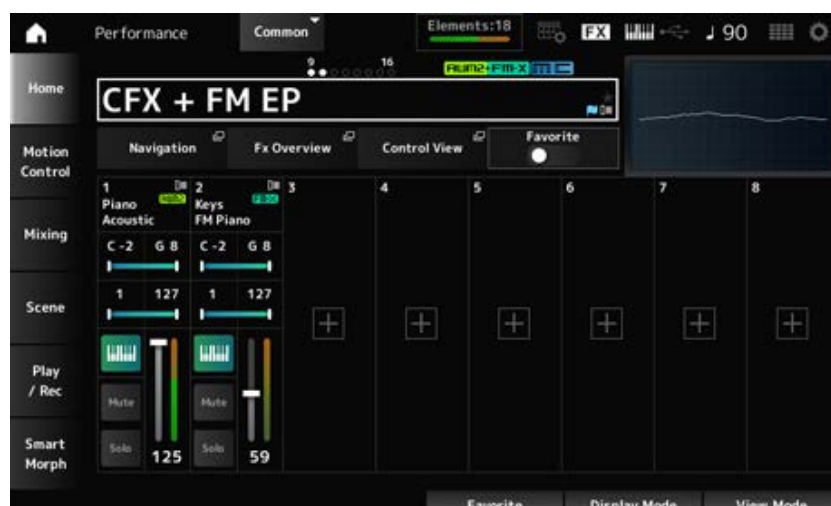 Performance
Common
Elements:18
FX
♩ 90
Home
9 16
AWM2+FM-X MC
CFX + FM EP
Navigation
Fx Overview
Control View
Favorite
Motion
Control
1 2 3 4 5 6 7 8
Piano Keys
Acoustic FM Piano
C -2 G 8 C -2 G 8
Mixing
1 127 1 127
Scene
Play
/ Rec
Mute Mute
Solo Solo
125 59
Smart
Morph
Favorite Display Mode View Mode